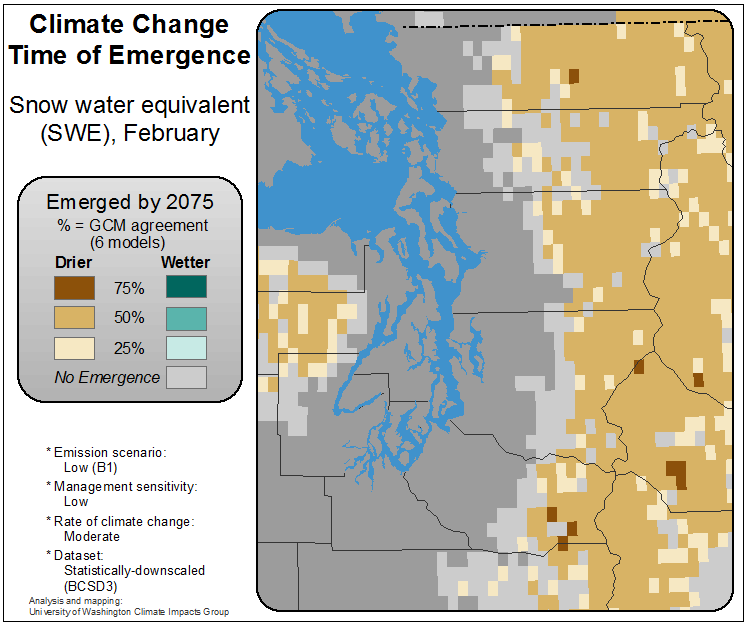 Climate Change
Time of Emergence
Snow water equivalent
(SWE), February
Emerged by 2075
% = GCM agreement
(6 models)
Drier Wetter
75%
50%
25%
No Emergence
* Emission scenario:
Low (B1)
* Management sensitivity:
Low
* Rate of climate change:
Moderate
* Dataset:
Statistically-downscaled
(BCSD3)
Analysis and mapping:
University of Washington Climate Impacts Group